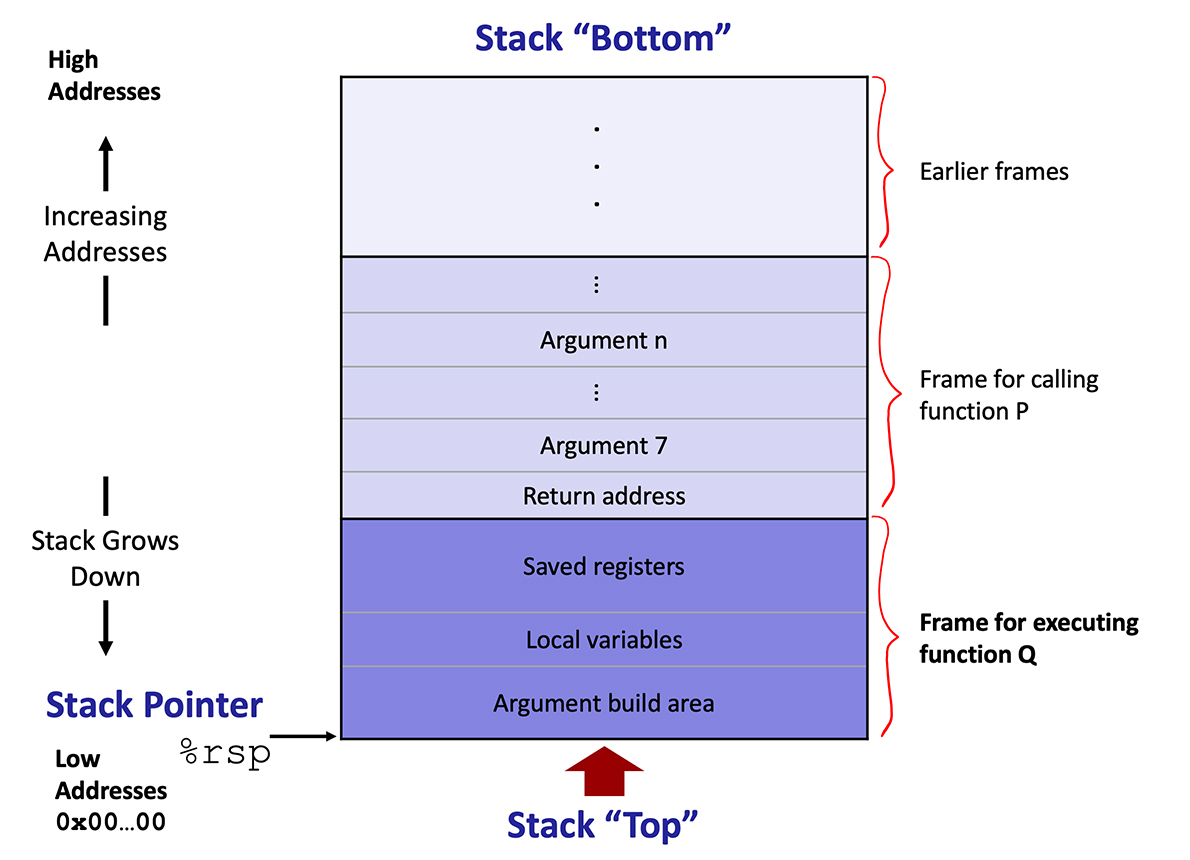 Stack “Bottom”
High
Addresses
Increasing
Addresses
Earlier frames
⋮
Argument n
⋮
Argument 7
Return address
Frame for calling
function P
Stack Grows
Down
Saved registers
Local variables
Argument build area
Frame for executing
function Q
Stack Pointer
%rsp
Low
Addresses
0x00…00
Stack “Top”